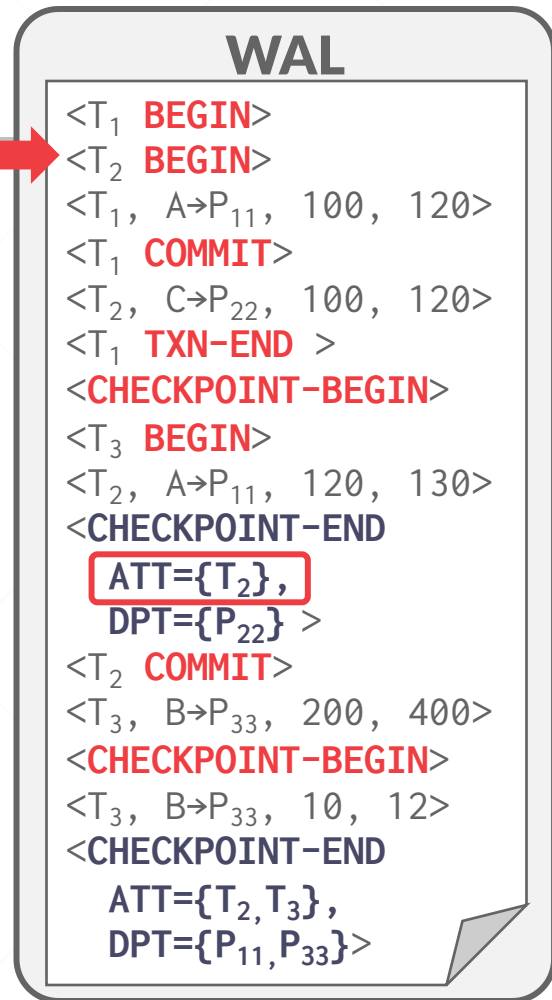 WAL
<T₁ BEGIN>
<T₂ BEGIN>
<T₁, A→P₁₁, 100, 120>
<T₁ COMMIT>
<T₂, C→P₂₂, 100, 120>
<T₁ TXN-END >
<CHECKPOINT-BEGIN>
<T₃ BEGIN>
<T₂, A→P₁₁, 120, 130>
<CHECKPOINT-END
ATT={T₂},
DPT={P₂₂} >
<T₂ COMMIT>
<T₃, B→P₃₃, 200, 400>
<CHECKPOINT-BEGIN>
<T₃, B→P₃₃, 10, 12>
<CHECKPOINT-END
ATT={T₂,T₃},
DPT={P₁₁,P₃₃}>